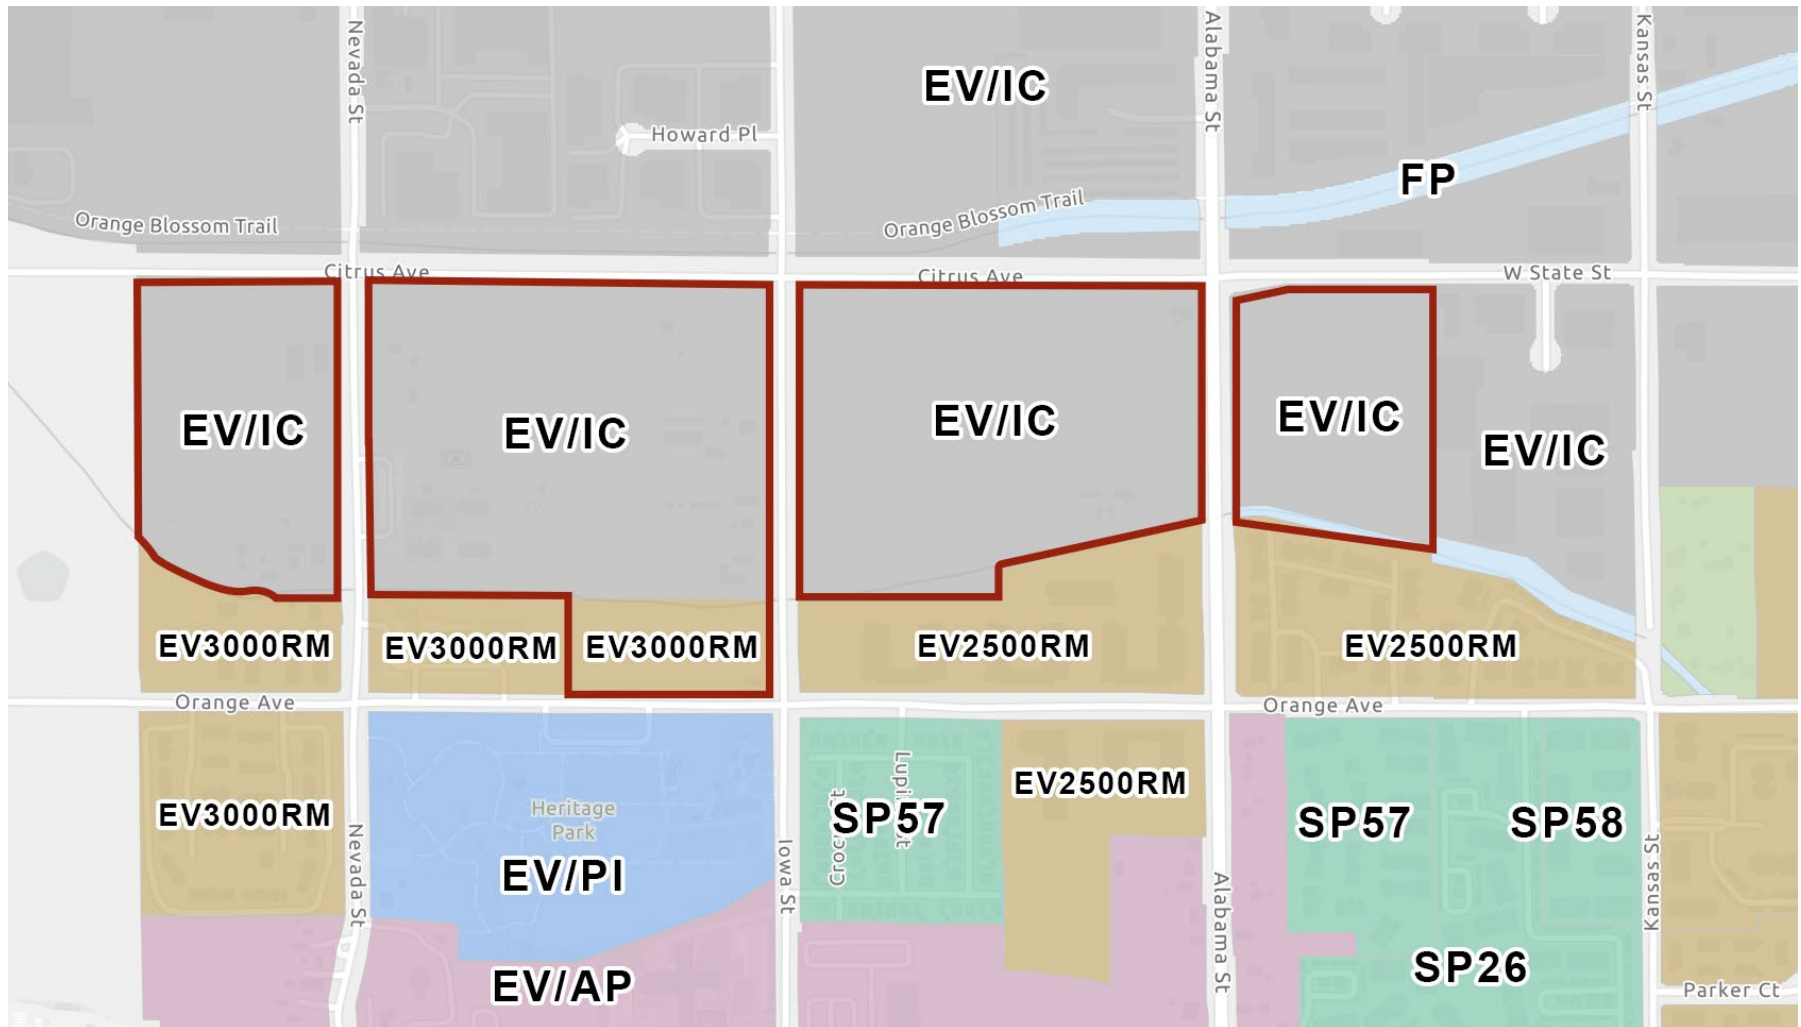 Nevada St
EV/IC
Alabama St
Kansas St
Howard Pl
FP
Orange Blossom Trail
Orange Blossom Trail
Citrus Ave
Citrus Ave
W State St
EV/IC
EV/IC
EV/IC
EV/IC
EV/IC
EV3000RM
EV3000RM
EV3000RM
EV2500RM
EV2500RM
Orange Ave
Orange Ave
EV3000RM
Heritage
Park
EV/PI
SP57
EV2500RM
SP57
SP58
Nevada St
Iowa St
Alabama St
Kansas St
EV/AP
SP26
Parker Ct